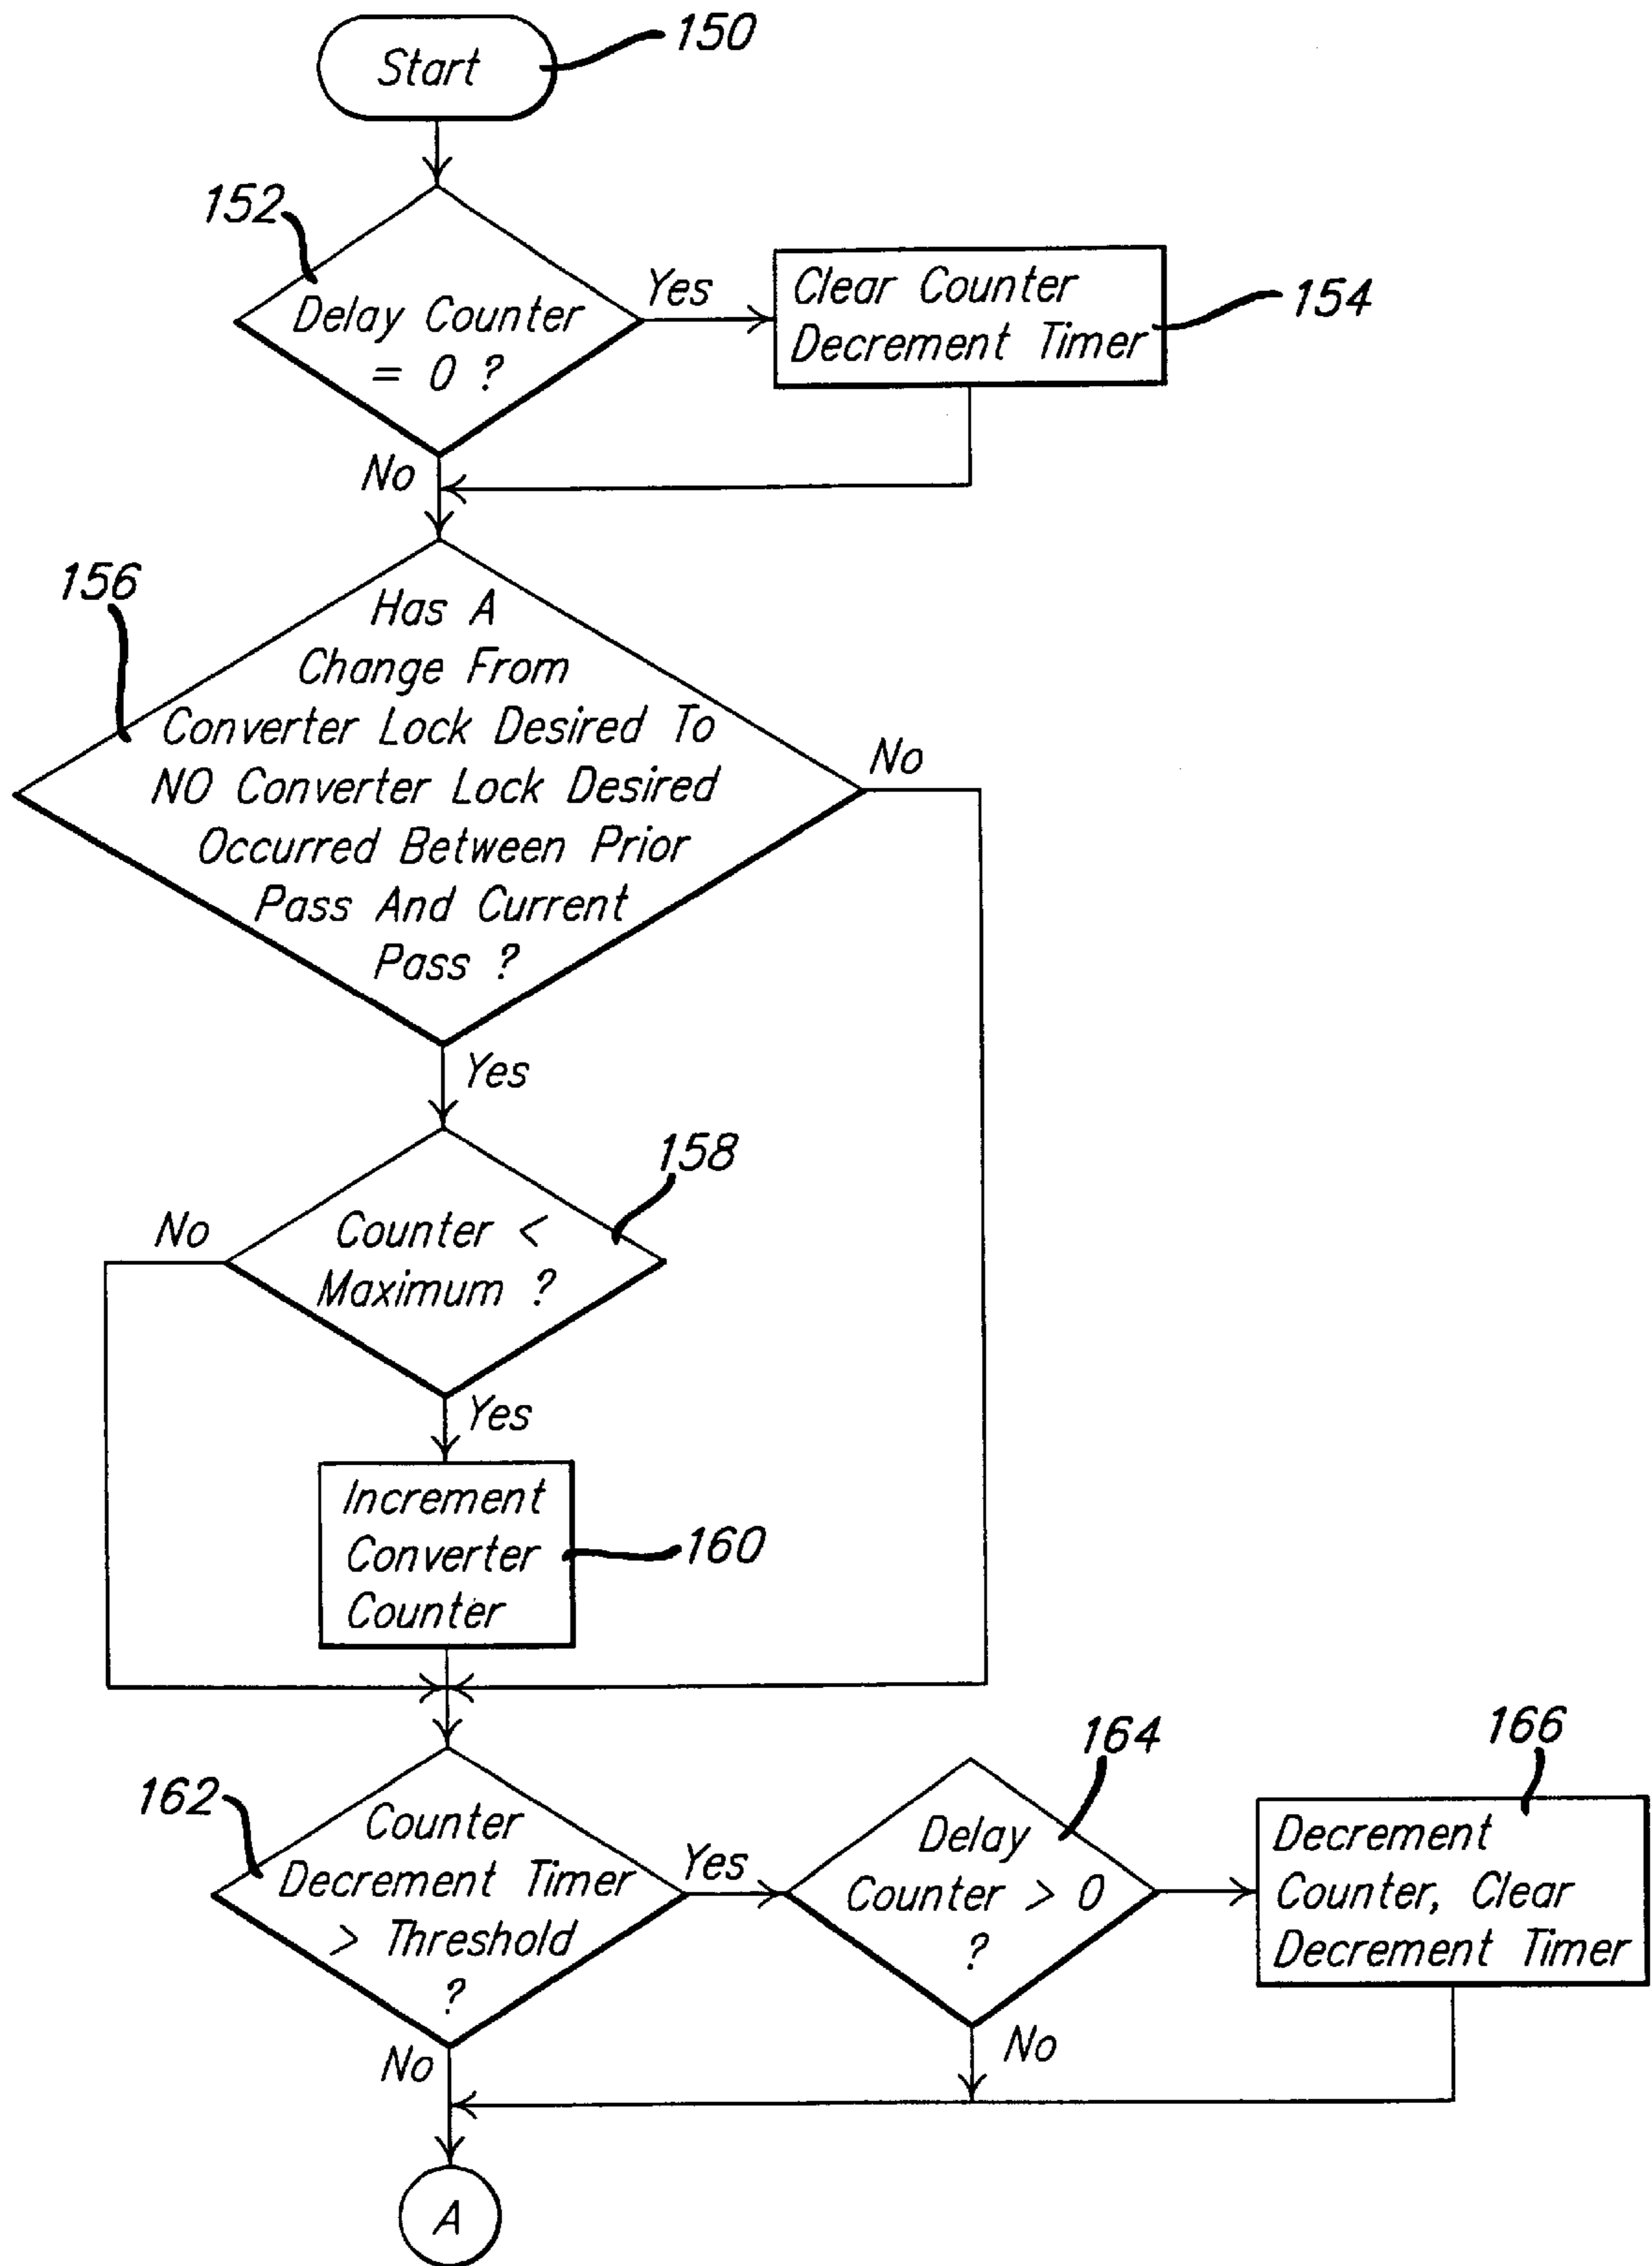 Start
150
152
Delay Counter
= 0 ?
Yes
Clear Counter
Decrement Timer
154
No
156
Has A
Change From
Converter Lock Desired To
NO Converter Lock Desired
Occurred Between Prior
Pass And Current
Pass ?
No
Yes
158
Counter <
Maximum ?
No
Yes
Increment
Converter
Counter
160
162
Counter
Decrement Timer
> Threshold
?
Yes
164
Delay
Counter > 0
?
166
Decrement
Counter, Clear
Decrement Timer
No
No
A